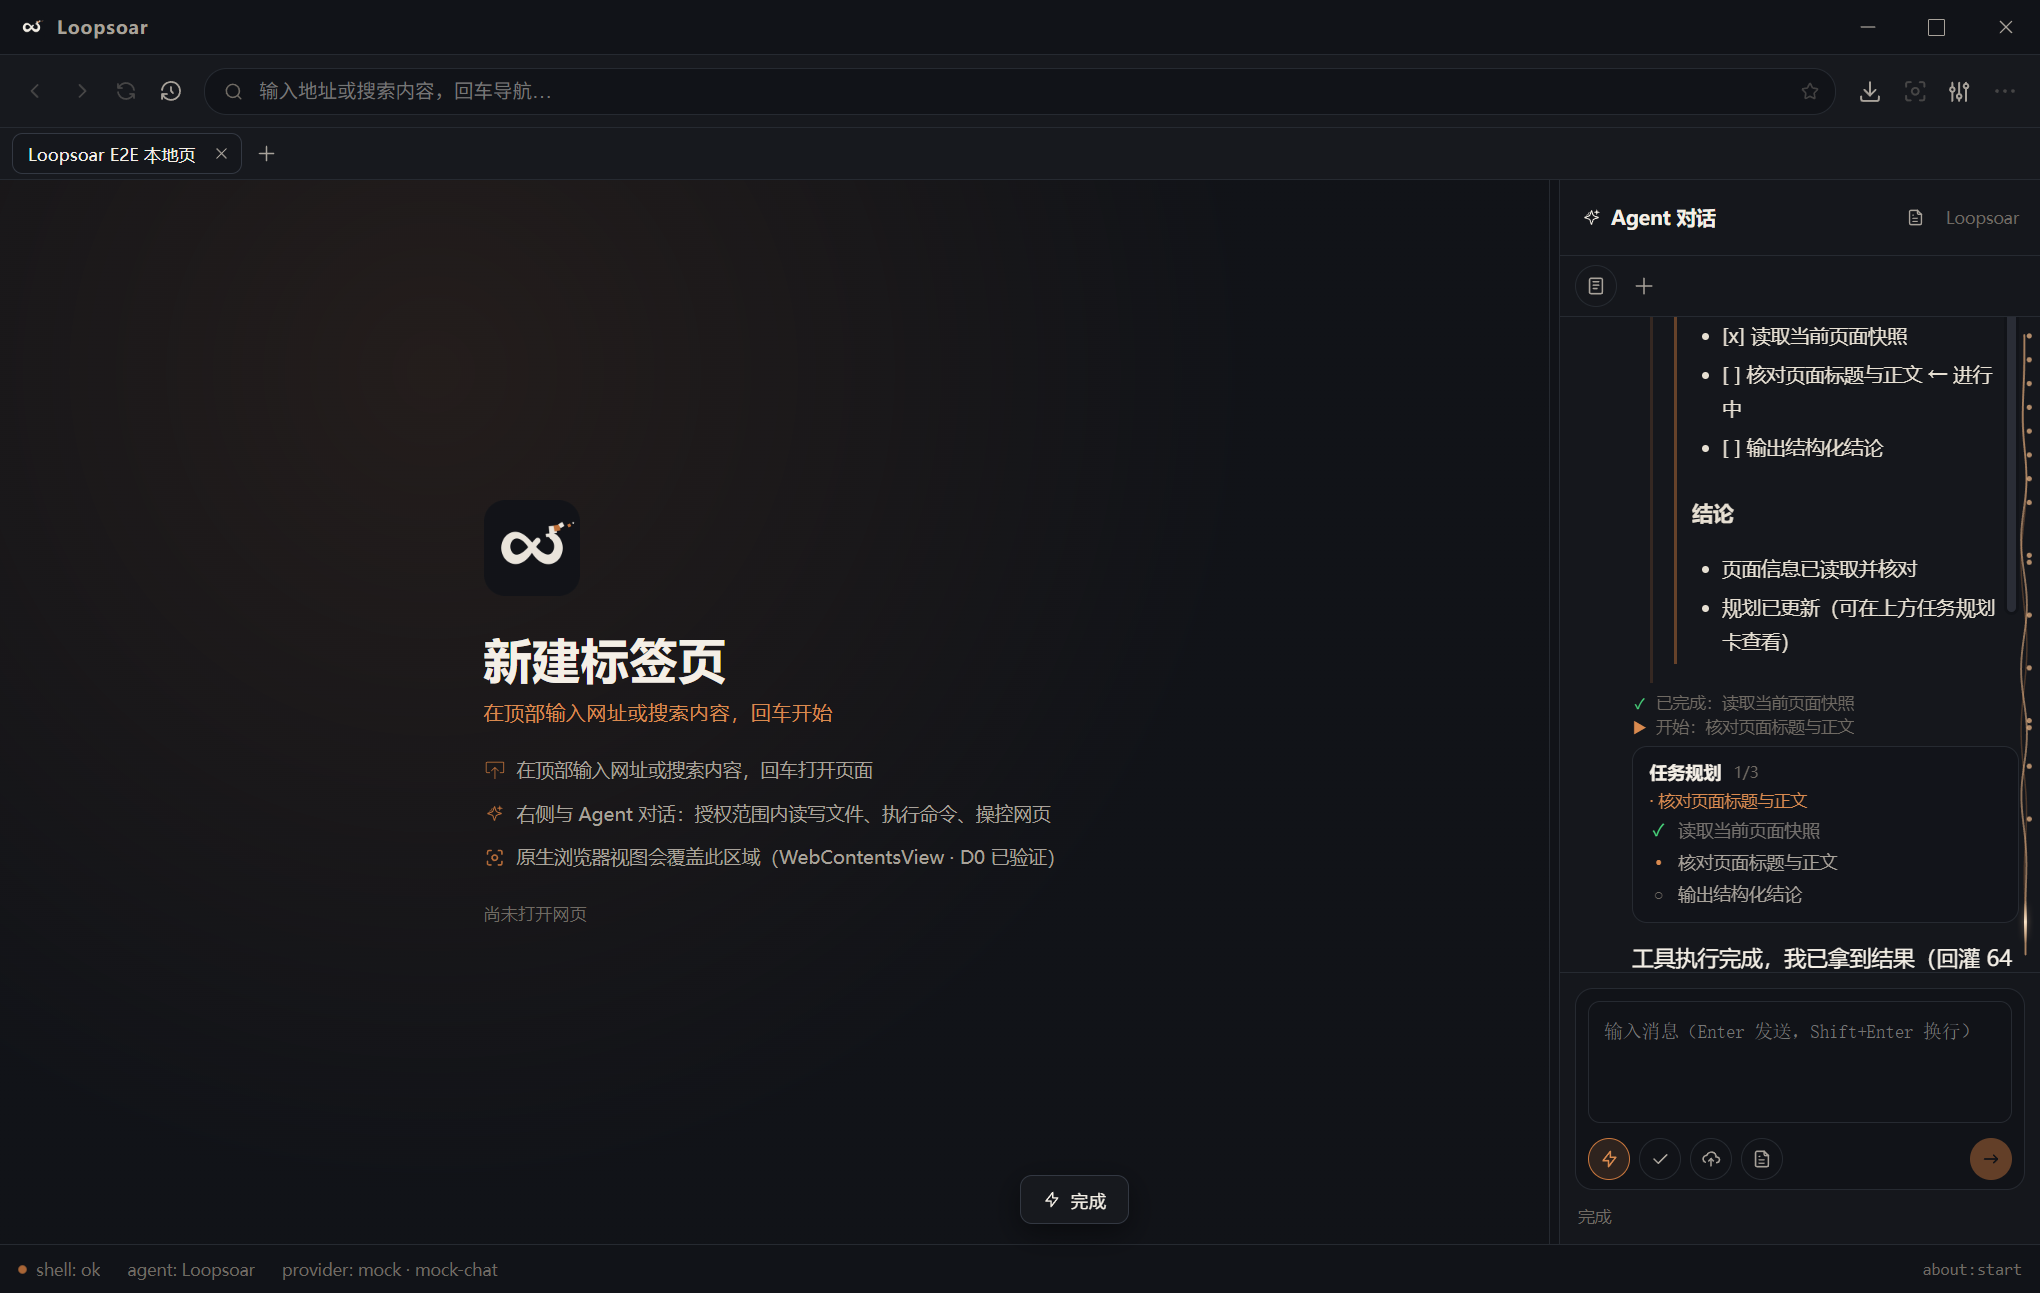 Loopsoar
输入地址或搜索内容，回车导航...
Loopsoar E2E 本地页
新建标签页
在顶部输入网址或搜索内容，回车开始
在顶部输入网址或搜索内容，回车打开页面
右侧与 Agent 对话：授权范围内读写文件、执行命令、操控网页
原生浏览器视图会覆盖此区域（WebContentsView · D0 已验证）
尚未打开网页
完成
Agent 对话
Loopsoar
[x] 读取当前页面快照
[ ] 核对页面标题与正文 ← 进行
中
[ ] 输出结构化结论
结论
页面信息已读取并核对
规划已更新（可在上方任务规划
卡查看）
✓ 已完成：读取当前页面快照
▶ 开始：核对页面标题与正文
任务规划 1/3
· 核对页面标题与正文
✓ 读取当前页面快照
• 核对页面标题与正文
○ 输出结构化结论
工具执行完成，我已拿到结果（回灌 64
输入消息（Enter 发送，Shift+Enter 换行）
完成
shell: ok
agent: Loopsoar
provider: mock · mock-chat
about:start